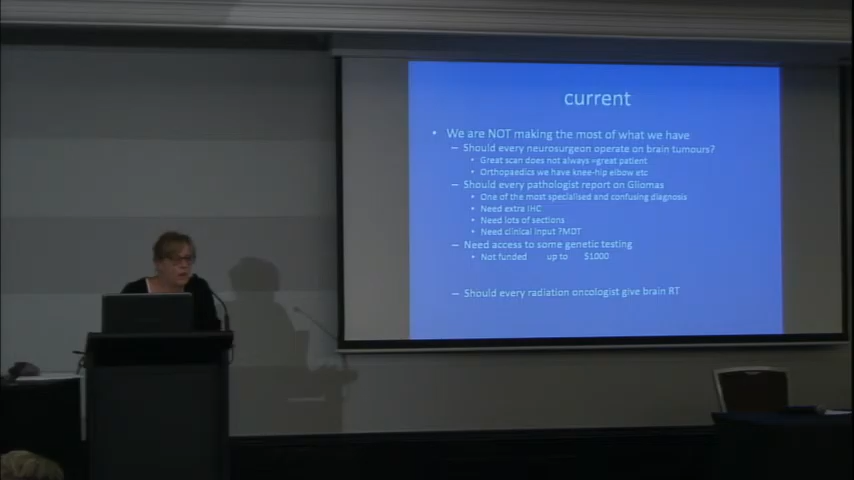 current
• We are NOT making the most of what we have
– Should every neurosurgeon operate on brain tumours?
• Great scan does not always =great patient
• Orthopaedics we have knee-hip elbow etc
– Should every pathologist report on Gliomas
• One of the most specialised and confusing diagnosis
• Need extra IHC
• Need lots of sections
• Need clinical input ?MDT
– Need access to some genetic testing
• Not funded up to $1000
– Should every radiation oncologist give brain RT